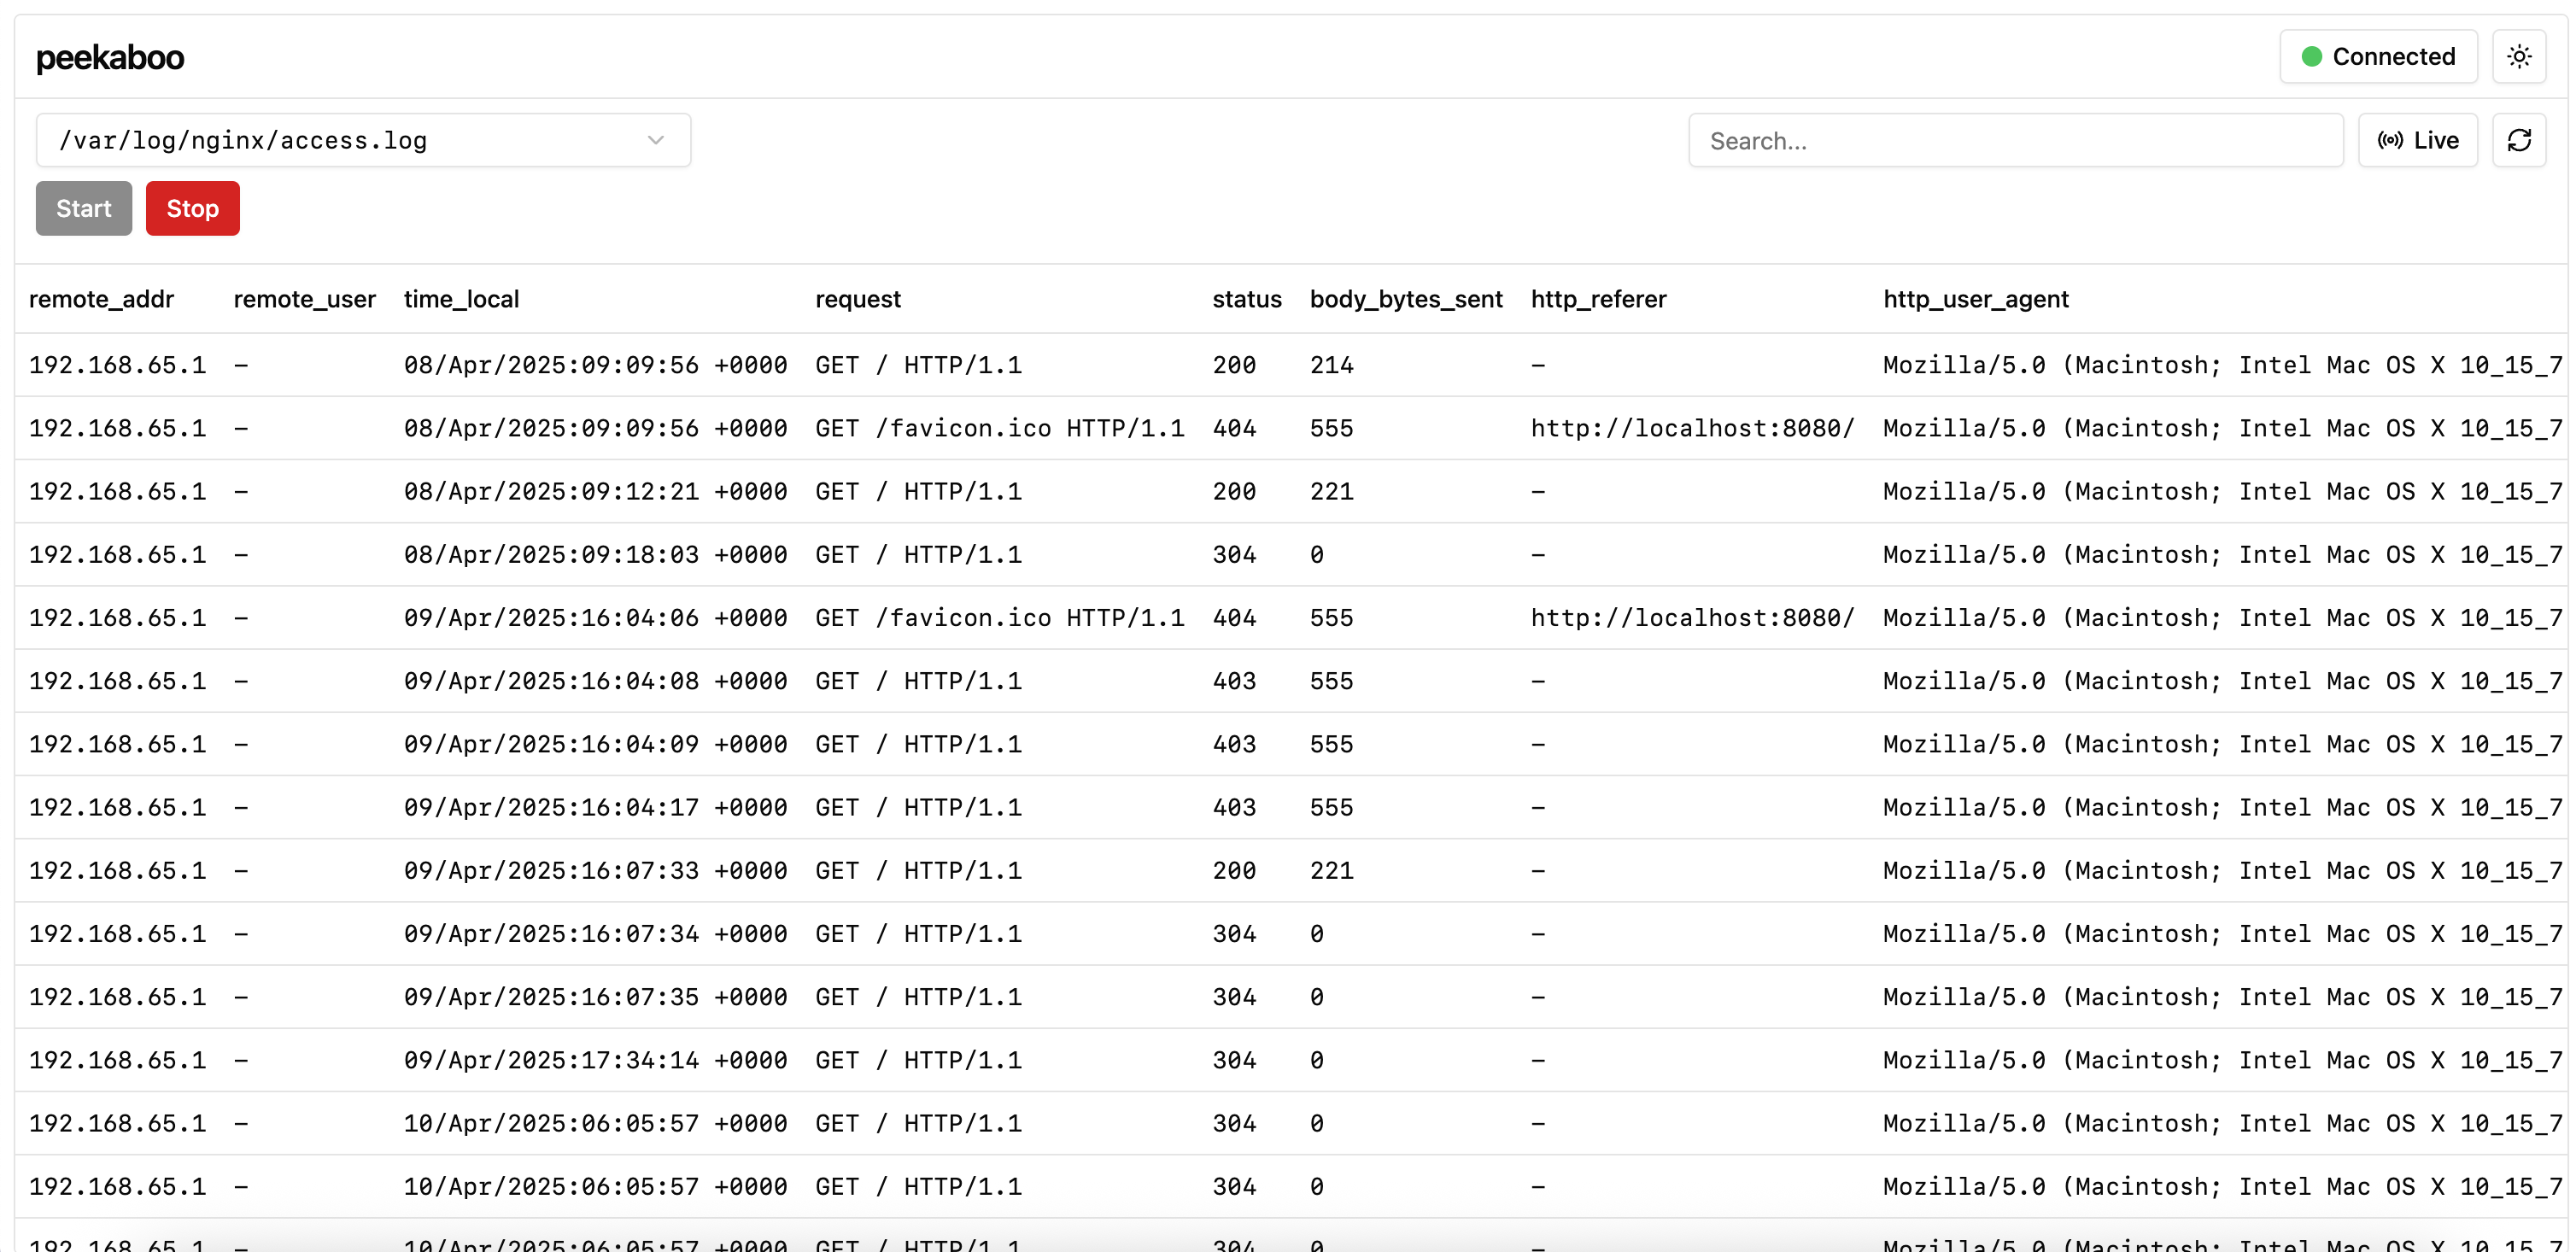 peekaboo Connected
/var/log/nginx/access.log Search... Live
Start Stop
remote_addr remote_user time_local request status body_bytes_sent http_referer http_user_agent
192.168.65.1 – 08/Apr/2025:09:09:56 +0000 GET / HTTP/1.1 200 214 – Mozilla/5.0 (Macintosh; Intel Mac OS X 10_15_7
192.168.65.1 – 08/Apr/2025:09:09:56 +0000 GET /favicon.ico HTTP/1.1 404 555 http://localhost:8080/ Mozilla/5.0 (Macintosh; Intel Mac OS X 10_15_7
192.168.65.1 – 08/Apr/2025:09:12:21 +0000 GET / HTTP/1.1 200 221 – Mozilla/5.0 (Macintosh; Intel Mac OS X 10_15_7
192.168.65.1 – 08/Apr/2025:09:18:03 +0000 GET / HTTP/1.1 304 0 – Mozilla/5.0 (Macintosh; Intel Mac OS X 10_15_7
192.168.65.1 – 09/Apr/2025:16:04:06 +0000 GET /favicon.ico HTTP/1.1 404 555 http://localhost:8080/ Mozilla/5.0 (Macintosh; Intel Mac OS X 10_15_7
192.168.65.1 – 09/Apr/2025:16:04:08 +0000 GET / HTTP/1.1 403 555 – Mozilla/5.0 (Macintosh; Intel Mac OS X 10_15_7
192.168.65.1 – 09/Apr/2025:16:04:09 +0000 GET / HTTP/1.1 403 555 – Mozilla/5.0 (Macintosh; Intel Mac OS X 10_15_7
192.168.65.1 – 09/Apr/2025:16:04:17 +0000 GET / HTTP/1.1 403 555 – Mozilla/5.0 (Macintosh; Intel Mac OS X 10_15_7
192.168.65.1 – 09/Apr/2025:16:07:33 +0000 GET / HTTP/1.1 200 221 – Mozilla/5.0 (Macintosh; Intel Mac OS X 10_15_7
192.168.65.1 – 09/Apr/2025:16:07:34 +0000 GET / HTTP/1.1 304 0 – Mozilla/5.0 (Macintosh; Intel Mac OS X 10_15_7
192.168.65.1 – 09/Apr/2025:16:07:35 +0000 GET / HTTP/1.1 304 0 – Mozilla/5.0 (Macintosh; Intel Mac OS X 10_15_7
192.168.65.1 – 09/Apr/2025:17:34:14 +0000 GET / HTTP/1.1 304 0 – Mozilla/5.0 (Macintosh; Intel Mac OS X 10_15_7
192.168.65.1 – 10/Apr/2025:06:05:57 +0000 GET / HTTP/1.1 304 0 – Mozilla/5.0 (Macintosh; Intel Mac OS X 10_15_7
192.168.65.1 – 10/Apr/2025:06:05:57 +0000 GET / HTTP/1.1 304 0 – Mozilla/5.0 (Macintosh; Intel Mac OS X 10_15_7
192.168.65.1 – 10/Apr/2025:06:05:57 +0000 GET / HTTP/1.1 304 0 – Mozilla/5.0 (Macintosh; Intel Mac OS X 10_15_7